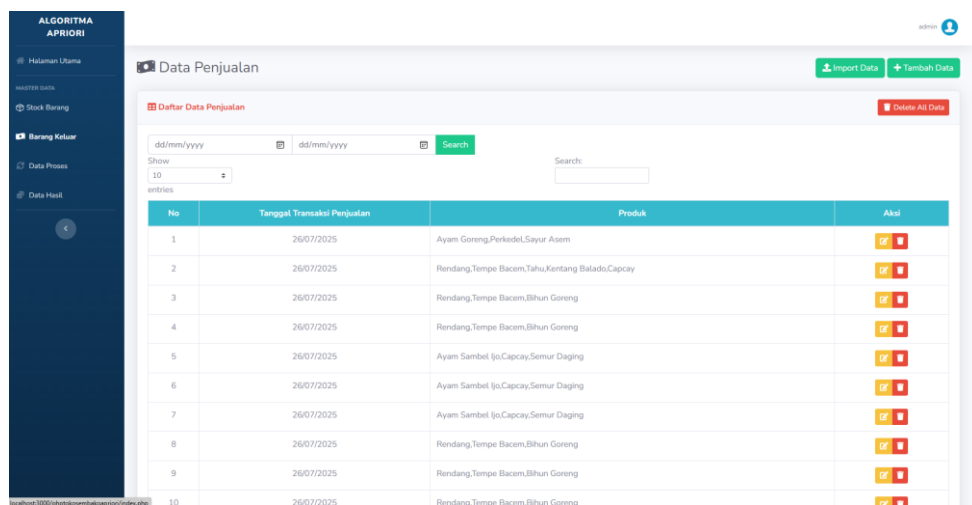 ALGORITMA
APRIORI
admin
Halaman Utama
MASTER DATA
Stock Barang
Barang Keluar
Data Proses
Data Hasil
Data Penjualan
Import Data
Tambah Data
Daftar Data Penjualan
Delete All Data
dd/mm/yyyy dd/mm/yyyy Search
Show
10
entries
Search:
No Tanggal Transaksi Penjualan Produk Aksi
1 26/07/2025 Ayam Goreng,Perkedel,Sayur Asem
2 26/07/2025 Rendang,Tempe Bacem,Tahu,Kentang Balado,Capcay
3 26/07/2025 Rendang,Tempe Bacem,Bihun Goreng
4 26/07/2025 Rendang,Tempe Bacem,Bihun Goreng
5 26/07/2025 Ayam Sambel Ijo,Capcay,Semur Daging
6 26/07/2025 Ayam Sambel Ijo,Capcay,Semur Daging
7 26/07/2025 Ayam Sambel Ijo,Capcay,Semur Daging
8 26/07/2025 Rendang,Tempe Bacem,Bihun Goreng
9 26/07/2025 Rendang,Tempe Bacem,Bihun Goreng
10 26/07/2025 Rendang,Tempe Bacem,Bihun Goreng